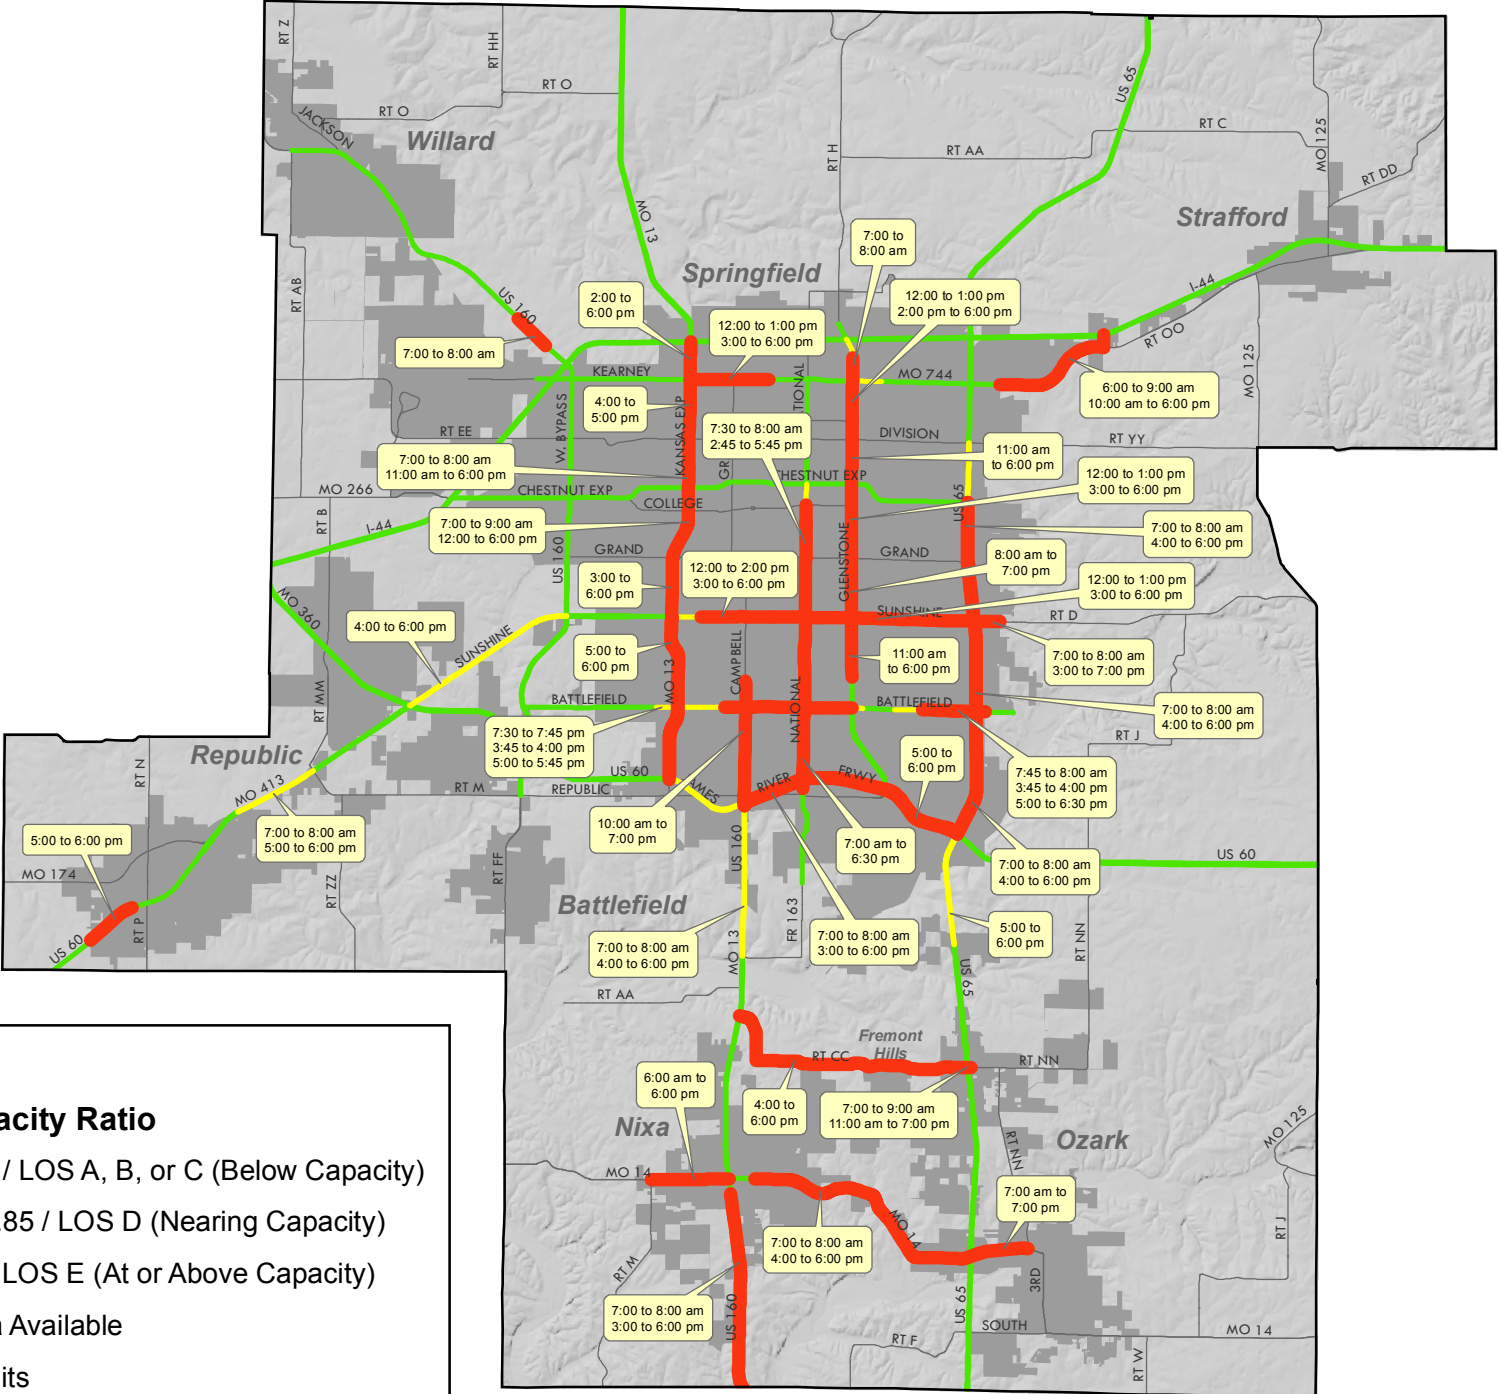 RT Z
RT HH
RT O
RT O
JACKSON
Willard
RT H
RT AA
US 65
RT C
MO 125
RT DD
Strafford
MO 13
Springfield
RT AB
US 160
7:00 to
8:00 am
2:00 to
6:00 pm
12:00 to 1:00 pm
3:00 to 6:00 pm
12:00 to 1:00 pm
2:00 pm to 6:00 pm
I-44
RT OO
7:00 to 8:00 am
KEARNEY
MO 744
MO 125
6:00 to 9:00 am
10:00 am to 6:00 pm
4:00 to
5:00 pm
KANSAS EXP
W. BYPASS
TIONAL
RT EE
7:30 to 8:00 am
2:45 to 5:45 pm
DIVISION
RT YY
11:00 am
to 6:00 pm
7:00 to 8:00 am
11:00 am to 6:00 pm
GR
HESTNUT EXP
12:00 to 1:00 pm
3:00 to 6:00 pm
MO 266
CHESTNUT EXP
COLLEGE
US 65
RT B
I-44
7:00 to 9:00 am
12:00 to 6:00 pm
7:00 to 8:00 am
4:00 to 6:00 pm
US 160
GRAND
GLENSTONE
GRAND
8:00 am to
7:00 pm
3:00 to
6:00 pm
12:00 to 2:00 pm
3:00 to 6:00 pm
12:00 to 1:00 pm
3:00 to 6:00 pm
MO 360
SUNSHINE
RT D
4:00 to 6:00 pm
SUNSHINE
5:00 to
6:00 pm
CAMPBELL
11:00 am
to 6:00 pm
7:00 to 8:00 am
3:00 to 7:00 pm
RT MM
MO 13
BATTLEFIELD
NATIONAL
BATTLEFIELD
7:00 to 8:00 am
4:00 to 6:00 pm
7:30 to 7:45 pm
3:45 to 4:00 pm
5:00 to 5:45 pm
RT J
Republic
RT N
5:00 to
6:00 pm
7:45 to 8:00 am
3:45 to 4:00 pm
5:00 to 6:30 pm
MO 413
RT M
US 60
REPUBLIC
AMES
RIVER
FRWY
5:00 to 6:00 pm
7:00 to 8:00 am
5:00 to 6:00 pm
10:00 am to
7:00 pm
US 160
7:00 am to
6:30 pm
US 60
MO 174
RT ZZ
RT FF
7:00 to 8:00 am
4:00 to 6:00 pm
Battlefield
RT P
US 60
FR 163
7:00 to 8:00 am
4:00 to 6:00 pm
MO 13
7:00 to 8:00 am
3:00 to 6:00 pm
5:00 to
6:00 pm
RT NN
US 65
RT AA
Fremont
Hills
RT CC
RT NN
6:00 am to
6:00 pm
4:00 to
6:00 pm
7:00 to 9:00 am
11:00 am to 7:00 pm
Nixa
RT NN
Ozark
MO 125
MO 14
7:00 am to
7:00 pm
MO 14
7:00 to 8:00 am
4:00 to 6:00 pm
RT J
RT M
3RD
7:00 to 8:00 am
3:00 to 6:00 pm
US 160
US 65
SOUTH
RT F
MO 14
RT W
acity Ratio
/ LOS A, B, or C (Below Capacity)
.85 / LOS D (Nearing Capacity)
LOS E (At or Above Capacity)
Available
its